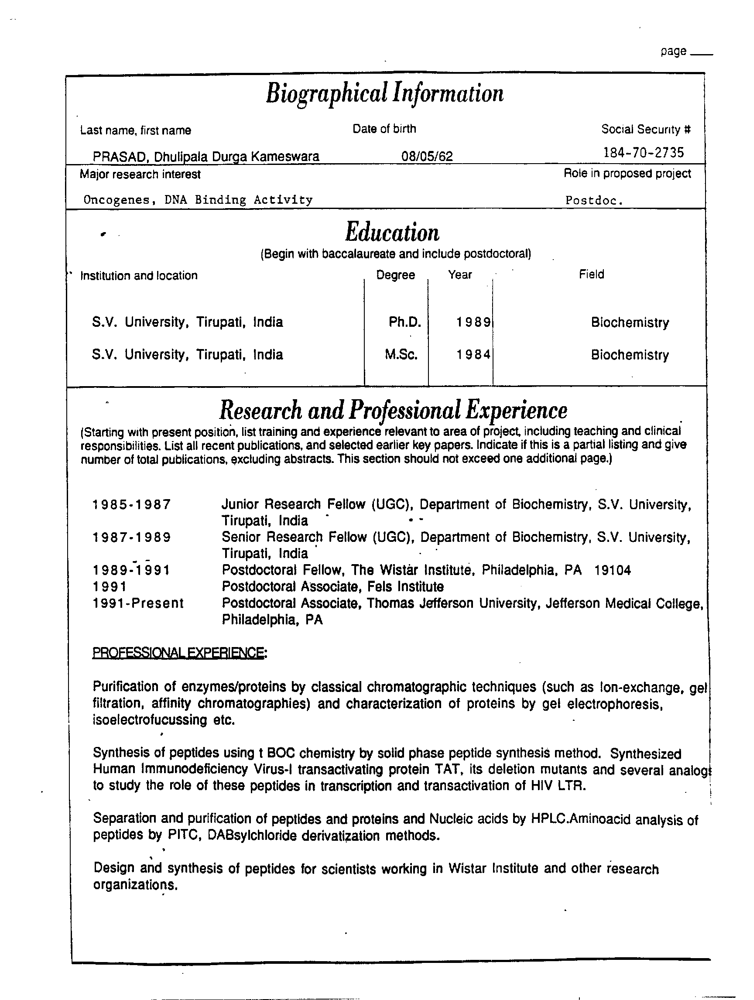 page
Biographical Information
Last name, first name Date of birth Social Security #
PRASAD, Dhulipala Durga Kameswara 08/05/62 184-70-2735
Major research interest Role in proposed project
Oncogenes, DNA Binding Activity Postdoc.
Education
(Begin with baccalaureate and include postdoctoral)
Institution and location Degree Year Field
S.V. University, Tirupati, India Ph.D. 1989 Biochemistry
S.V. University, Tirupati, India M.Sc. 1984 Biochemistry
Research and Professional Experience
(Starting with present position, list training and experience relevant to area of project, including teaching and clinical
responsibilities. List all recent publications, and selected earlier key papers. Indicate if this is a partial listing and give
number of total publications, excluding abstracts. This section should not exceed one additional page.)
1985-1987 Junior Research Fellow (UGC), Department of Biochemistry, S.V. University,
Tirupati, India
1987-1989 Senior Research Fellow (UGC), Department of Biochemistry, S.V. University,
Tirupati, India
1989-1991 Postdoctoral Fellow, The Wistar Institute, Philadelphia, PA 19104
1991 Postdoctoral Associate, Fels Institute
1991-Present Postdoctoral Associate, Thomas Jefferson University, Jefferson Medical College,
Philadelphia, PA
PROFESSIONAL EXPERIENCE:
Purification of enzymes/proteins by classical chromatographic techniques (such as Ion-exchange, gel
filtration, affinity chromatographies) and characterization of proteins by gel electrophoresis,
isoelectrofucussing etc.
Synthesis of peptides using t BOC chemistry by solid phase peptide synthesis method. Synthesized
Human Immunodeficiency Virus-I transactivating protein TAT, its deletion mutants and several analogs
to study the role of these peptides in transcription and transactivation of HIV LTR.
Separation and purification of peptides and proteins and Nucleic acids by HPLC.Aminoacid analysis of
peptides by PITC, DABsylchloride derivatization methods.
Design and synthesis of peptides for scientists working in Wistar Institute and other research
organizations.